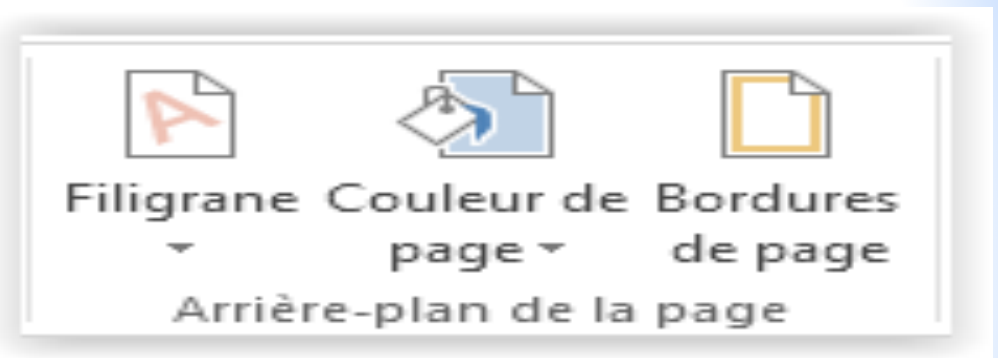 Filigrane Couleur de Bordures
page de page
Arrière-plan de la page